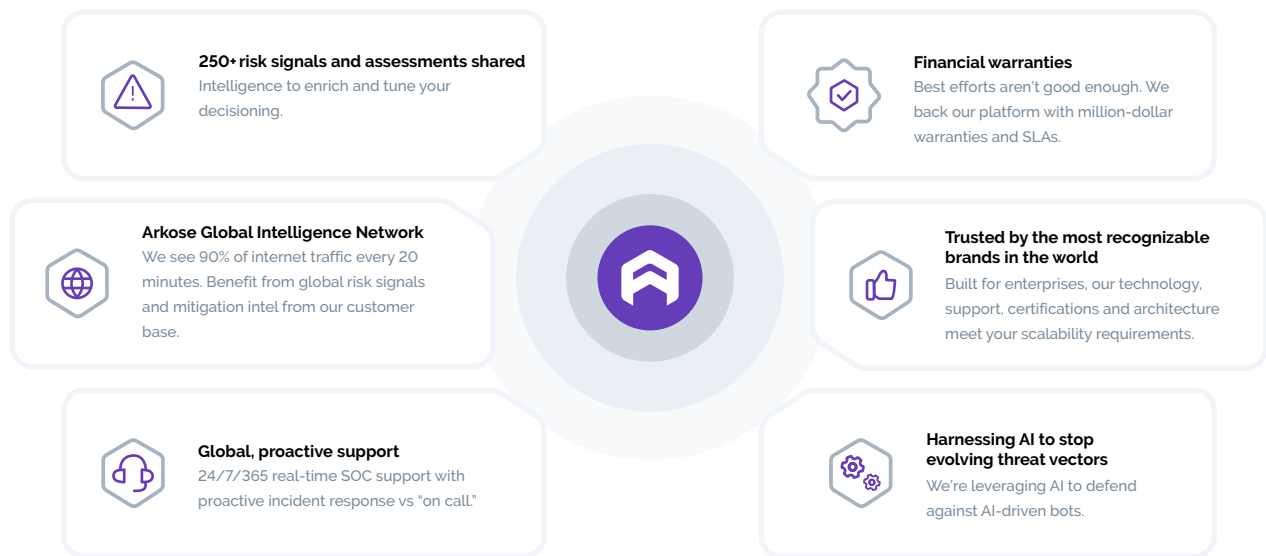 250+ risk signals and assessments shared
Intelligence to enrich and tune your
decisioning.
Financial warranties
Best efforts aren't good enough. We
back our platform with million-dollar
warranties and SLAs.
Arkose Global Intelligence Network
We see 90% of internet traffic every 20
minutes. Benefit from global risk signals
and mitigation intel from our customer
base.
Trusted by the most recognizable
brands in the world
Built for enterprises, our technology,
support, certifications and architecture
meet your scalability requirements.
Global, proactive support
24/7/365 real-time SOC support with
proactive incident response vs “on call.”
Harnessing AI to stop
evolving threat vectors
We're leveraging AI to defend
against AI-driven bots.